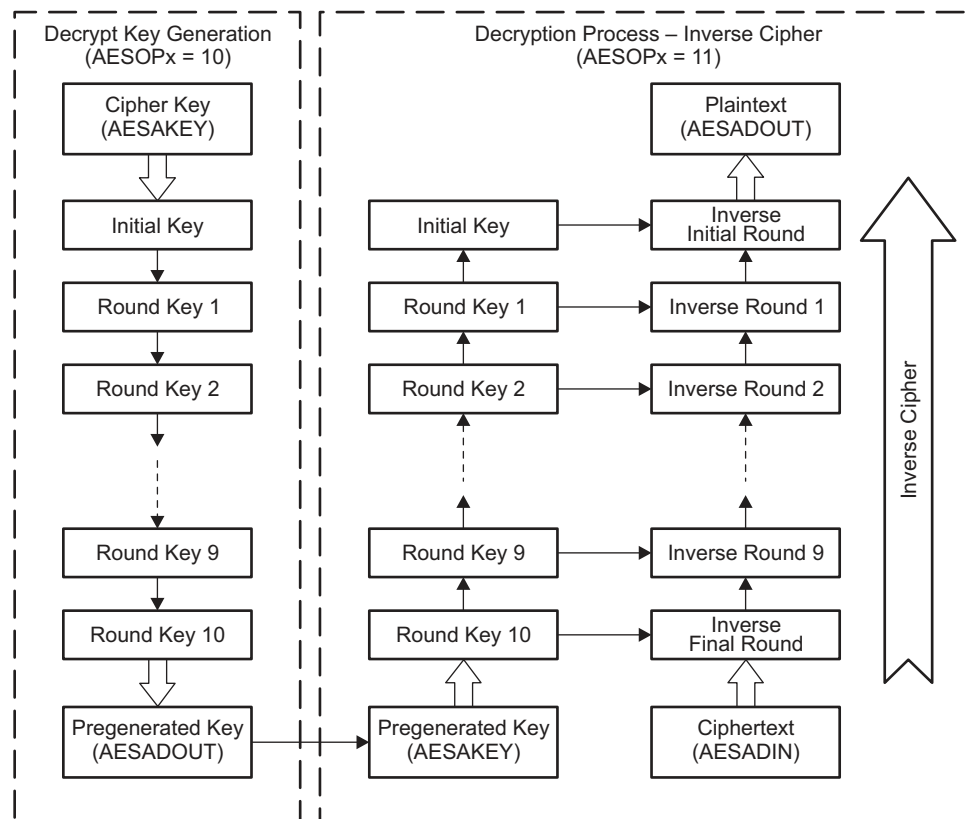 Decrypt Key Generation
(AESOPx = 10)
Cipher Key
(AESAKEY)
Initial Key
Round Key 1
Round Key 2
Round Key 9
Round Key 10
Pregenerated Key
(AESADOUT)
Decryption Process – Inverse Cipher
(AESOPx = 11)
Initial Key
Round Key 1
Round Key 2
Round Key 9
Round Key 10
Pregenerated Key
(AESAKEY)
Plaintext
(AESADOUT)
Inverse
Initial Round
Inverse Round 1
Inverse Round 2
Inverse Round 9
Inverse
Final Round
Ciphertext
(AESADIN)
Inverse Cipher